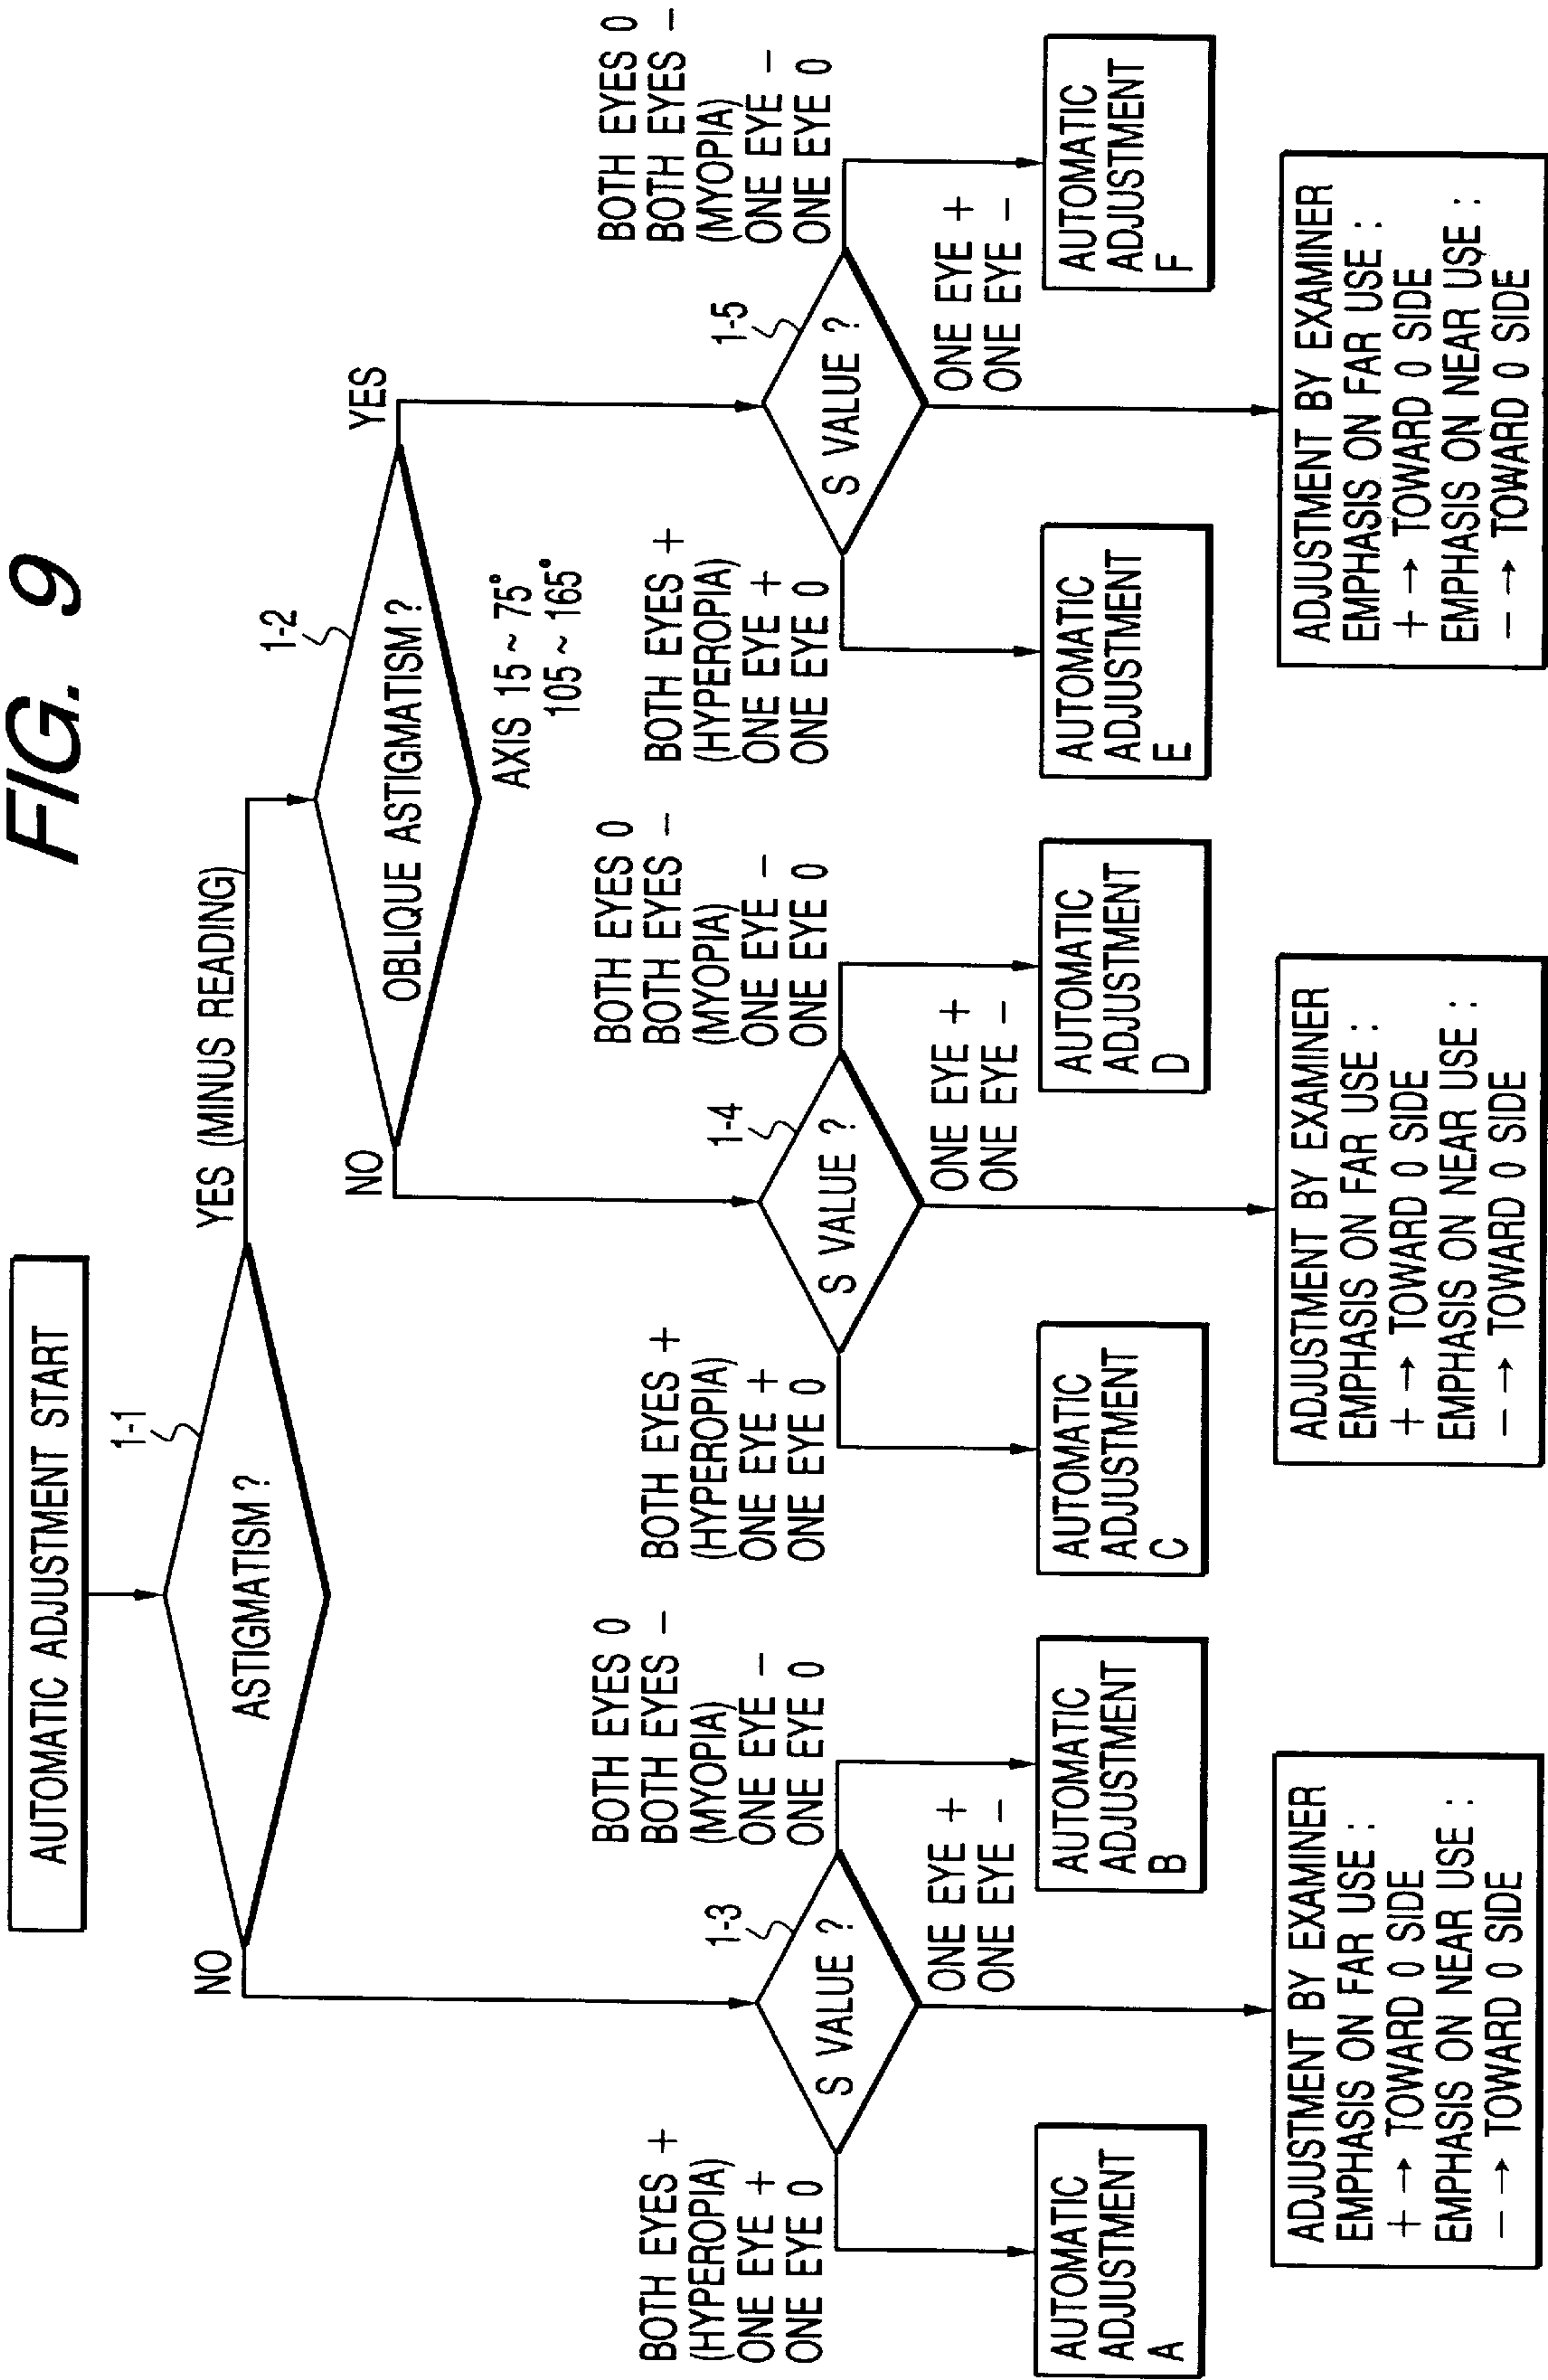 FIG. 9
AUTOMATIC ADJUSTMENT START
1-1
ASTIGMATISM ?
NO
YES (MINUS READING)
1-2
OBLIQUE ASTIGMATISM ?
NO
YES
AXIS 15 ~ 75°
105 ~ 165°
BOTH EYES +
(HYPEROPIA)
ONE EYE +
ONE EYE 0
1-3
S VALUE ?
BOTH EYES 0
BOTH EYES −
(MYOPIA)
ONE EYE −
ONE EYE 0
ONE EYE +
ONE EYE −
AUTOMATIC
ADJUSTMENT
A
AUTOMATIC
ADJUSTMENT
B
ADJUSTMENT BY EXAMINER
EMPHASIS ON FAR USE :
+ → TOWARD 0 SIDE
EMPHASIS ON NEAR USE :
− → TOWARD 0 SIDE
BOTH EYES +
(HYPEROPIA)
ONE EYE +
ONE EYE 0
1-4
S VALUE ?
BOTH EYES 0
BOTH EYES −
(MYOPIA)
ONE EYE −
ONE EYE 0
ONE EYE +
ONE EYE −
AUTOMATIC
ADJUSTMENT
C
AUTOMATIC
ADJUSTMENT
D
ADJUSTMENT BY EXAMINER
EMPHASIS ON FAR USE :
+ → TOWARD 0 SIDE
EMPHASIS ON NEAR USE :
− → TOWARD 0 SIDE
BOTH EYES +
(HYPEROPIA)
ONE EYE +
ONE EYE 0
1-5
S VALUE ?
BOTH EYES 0
BOTH EYES −
(MYOPIA)
ONE EYE −
ONE EYE 0
ONE EYE +
ONE EYE −
AUTOMATIC
ADJUSTMENT
E
AUTOMATIC
ADJUSTMENT
F
ADJUSTMENT BY EXAMINER
EMPHASIS ON FAR USE :
+ → TOWARD 0 SIDE
EMPHASIS ON NEAR USE :
− → TOWARD 0 SIDE